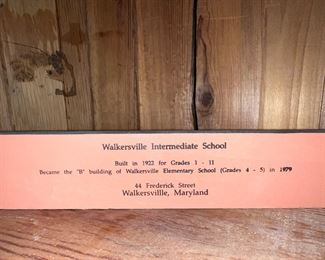 Walkersville Intermediate School
Built in 1922 for Grades 1 - 11
Became the "B" building of Walkersville Elementary School (Grades 4 - 5) in 1979
44 Frederick Street
Walkersvillle, Maryland